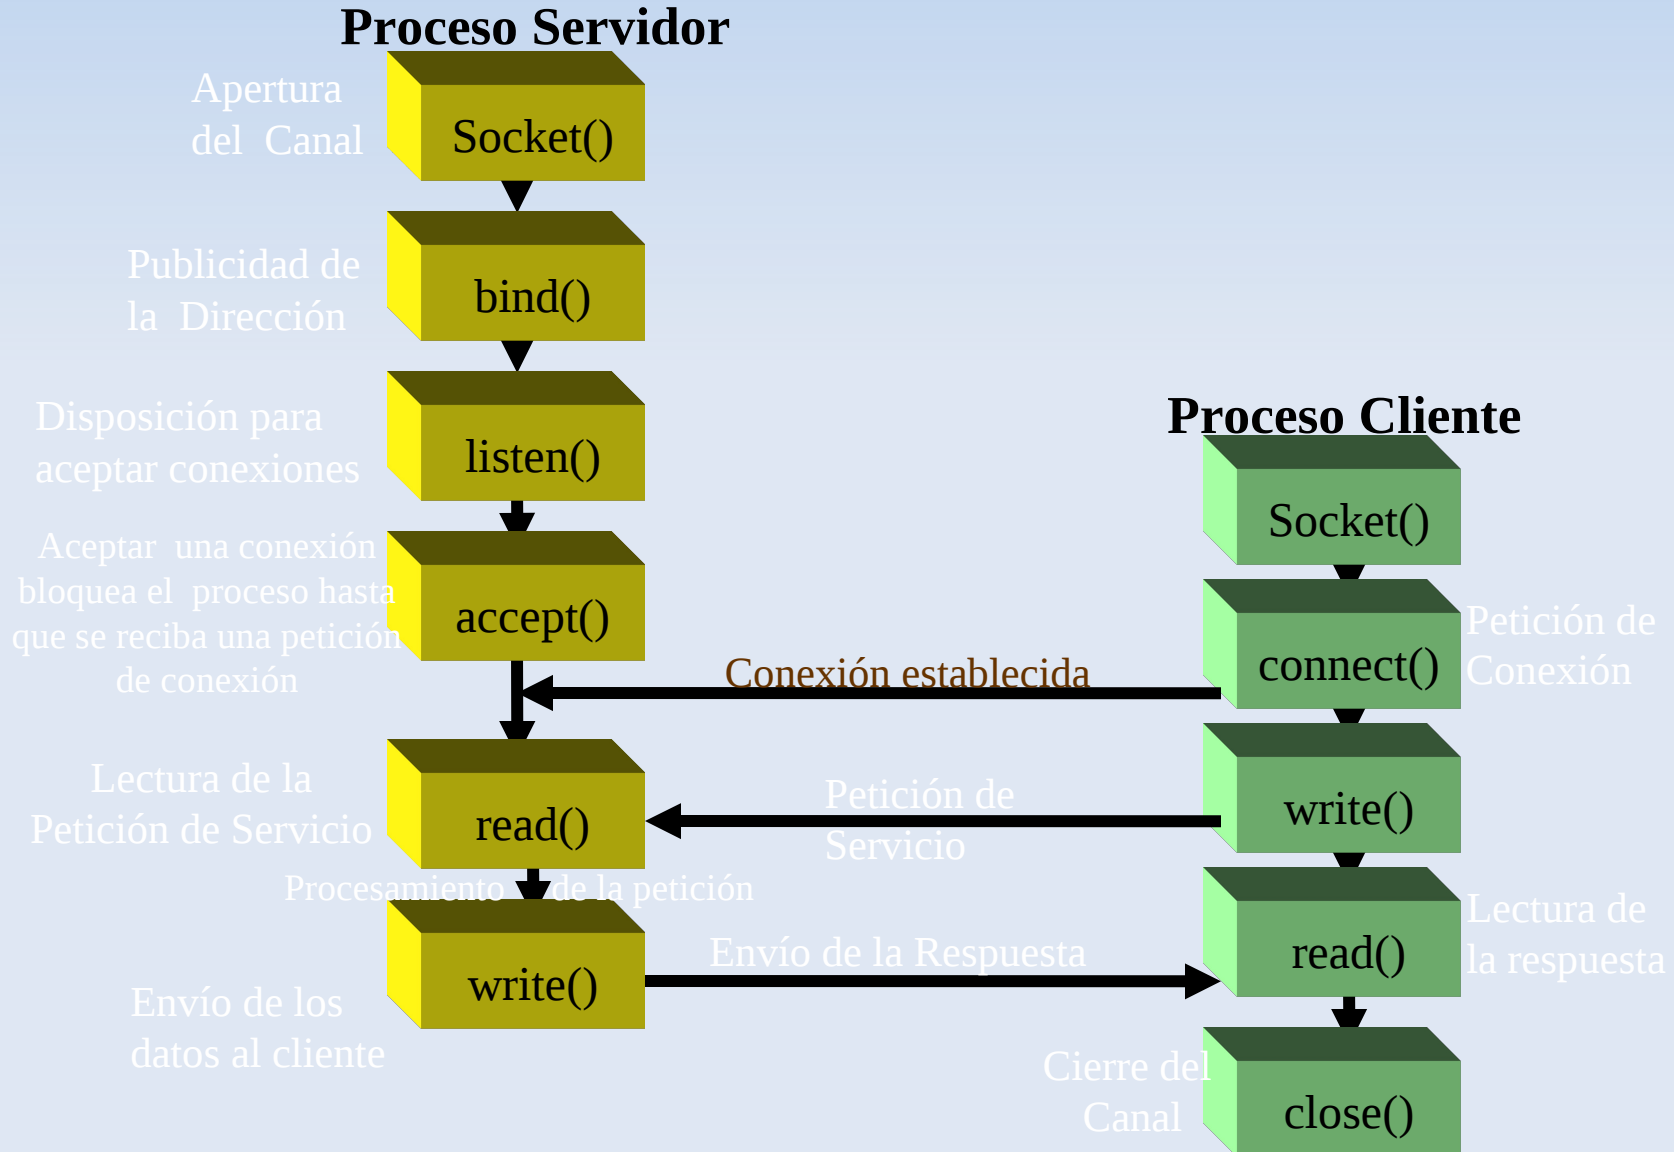 Proceso Servidor
Apertura
del Canal
Socket()
Publicidad de
la Dirección
bind()
Disposición para
aceptar conexiones
listen()
Aceptar una conexión
bloquea el proceso hasta
que se reciba una petición
de conexión
accept()
Proceso Cliente
Socket()
connect()
Petición de
Conexión
Conexión establecida
Lectura de la
Petición de Servicio
read()
Petición de
Servicio
write()
Procesamiento de la petición
write()
Envío de los
datos al cliente
Envío de la Respuesta
read()
Lectura de
la respuesta
Cierre del
Canal
close()